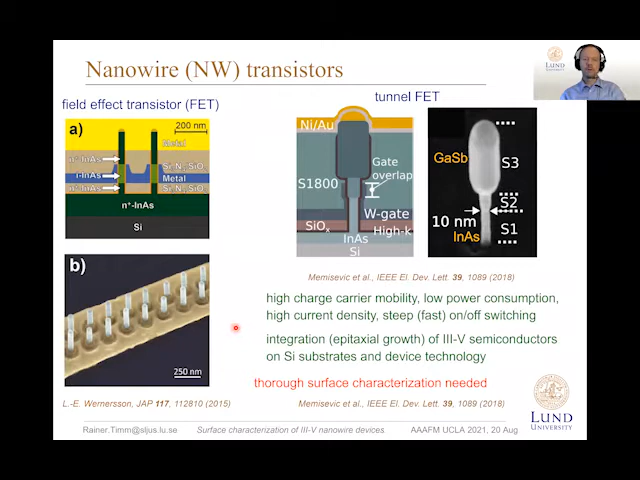 Nanowire (NW) transistors
LUND
UNIVERSITY
field effect transistor (FET)
tunnel FET
a)
200 nm
Metal
n⁺-InAs
i-InAs
Metal
n⁺-InAs
n⁺-InAs
Si
Ni/Au
Gate
overlap
S1800
W-gate
SiOₓ
High-k
InAs
Si
GaSb
S3
S2
10 nm
S1
InAs
Memisevic et al., IEEE El. Dev. Lett. 39, 1089 (2018)
b)
250 nm
high charge carrier mobility, low power consumption,
high current density, steep (fast) on/off switching
integration (epitaxial growth) of III-V semiconductors
on Si substrates and device technology
thorough surface characterization needed
L.-E. Wernersson, JAP 117, 112810 (2015)
Memisevic et al., IEEE El. Dev. Lett. 39, 1089 (2018)
LUND
UNIVERSITY
Rainer.Timm@sljus.lu.se
Surface characterization of III-V nanowire devices.
AAAFM UCLA 2021, 20 Aug